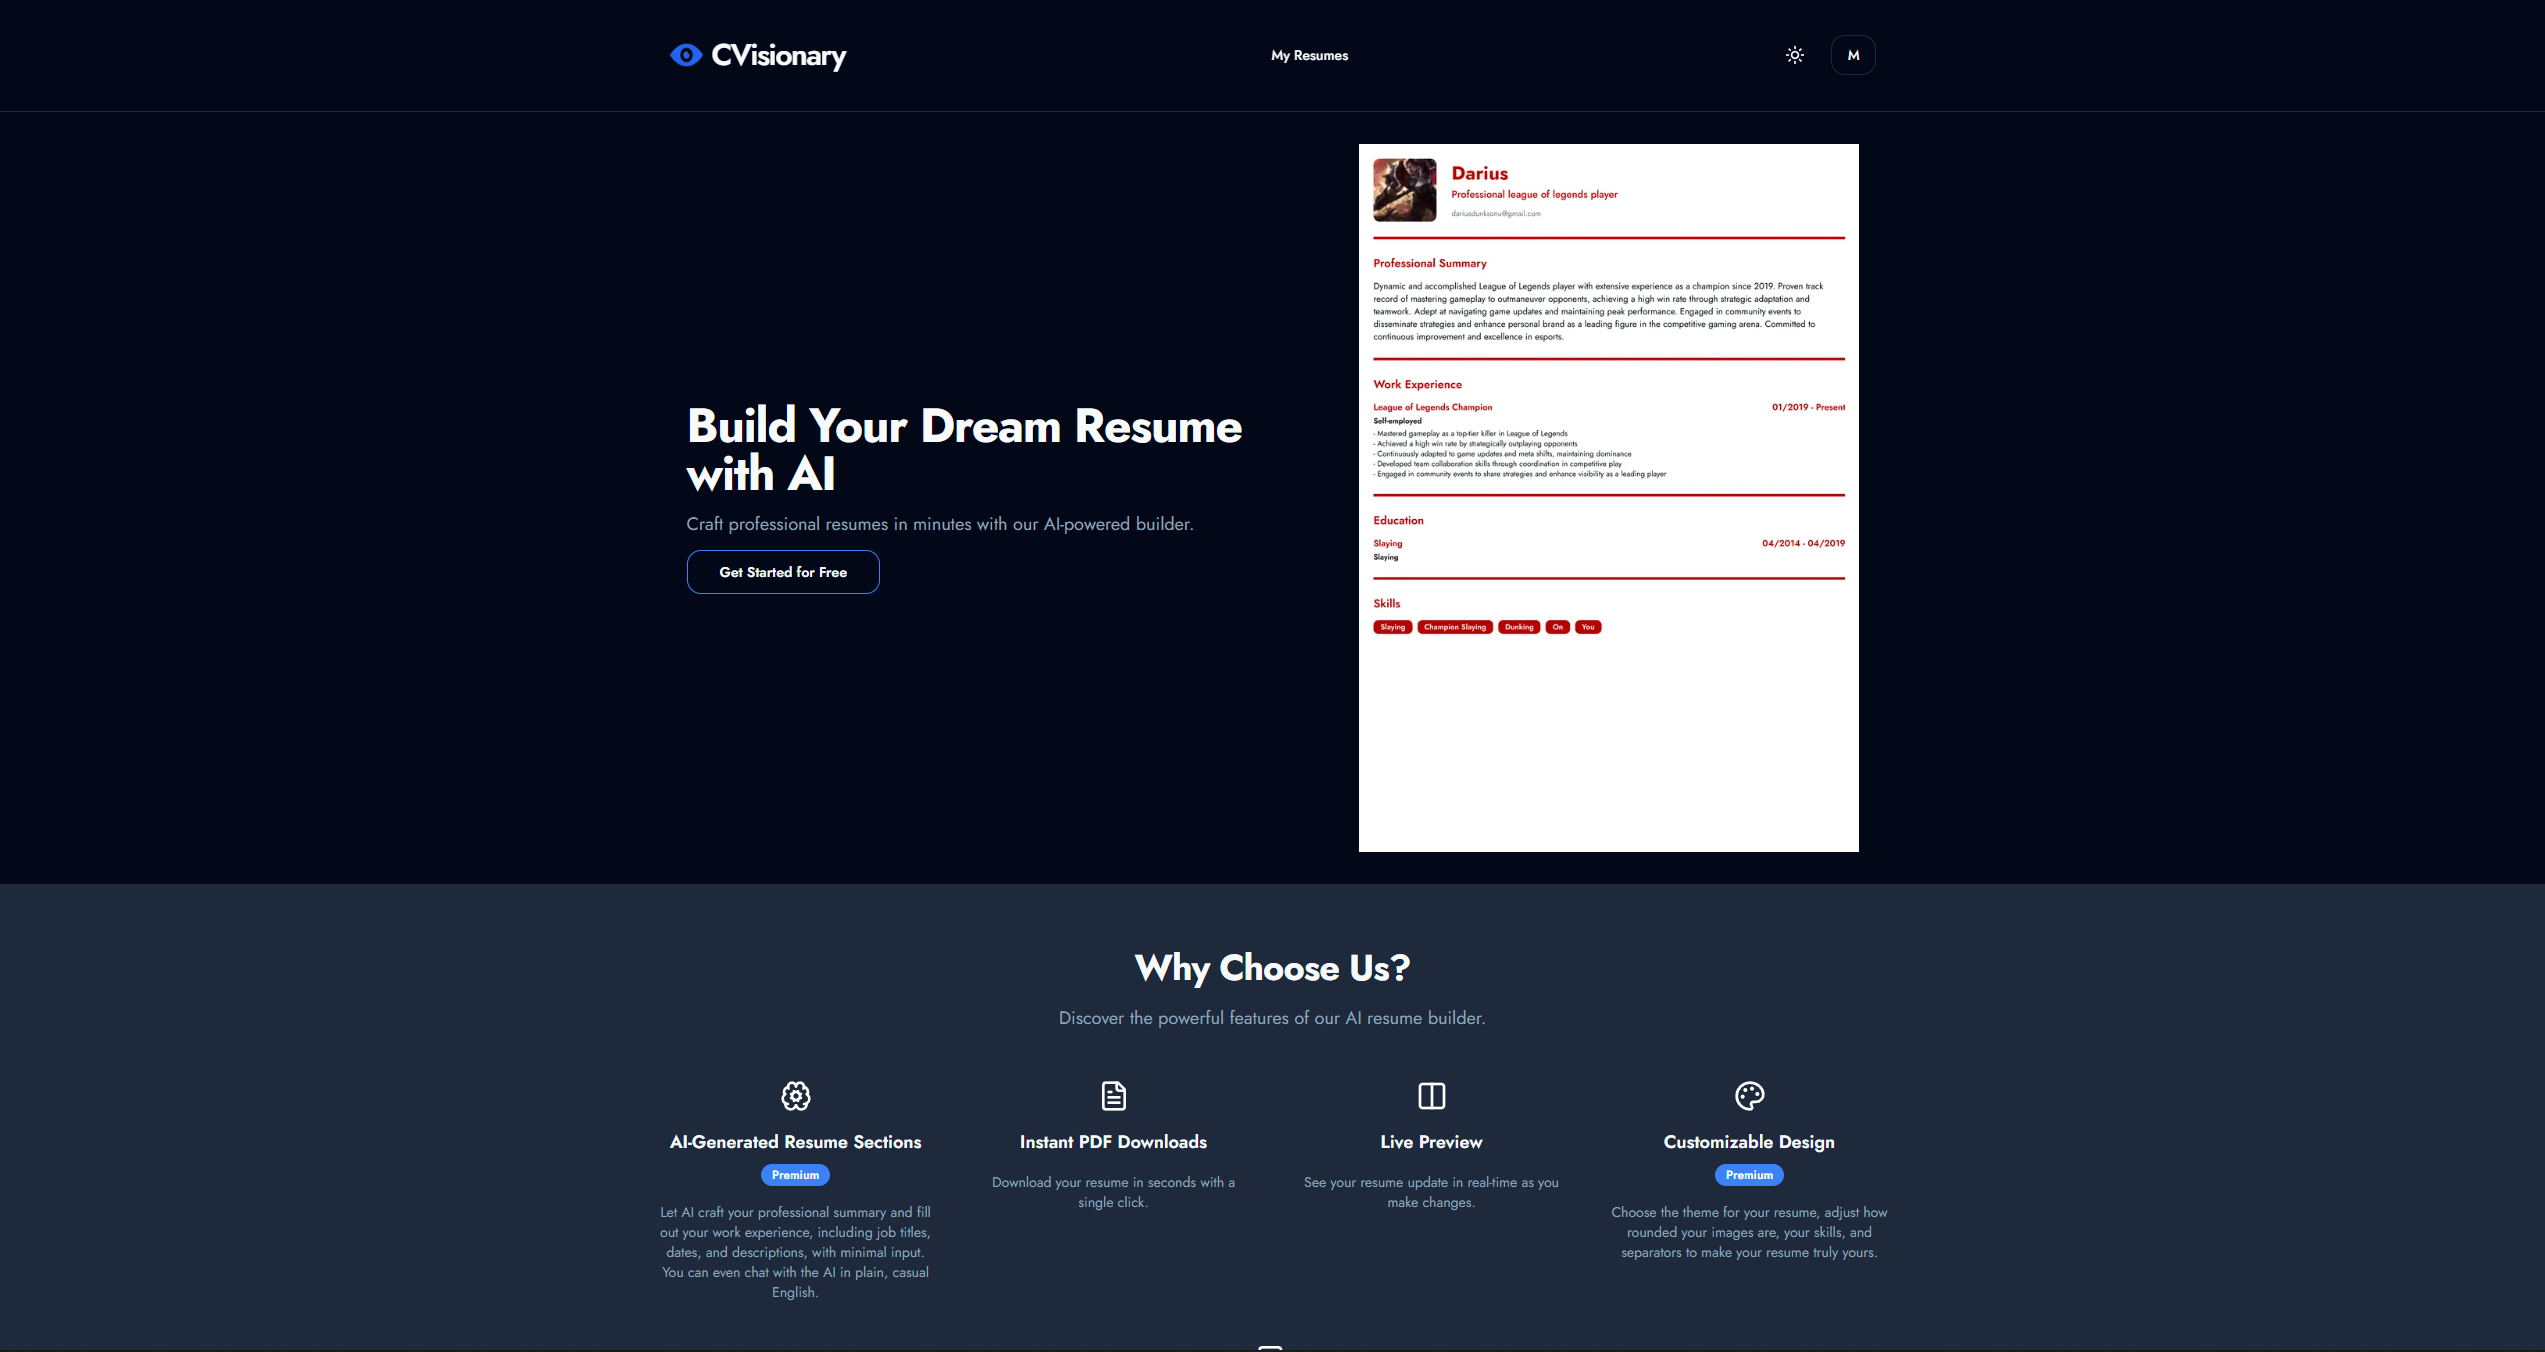 CVisionary
My Resumes
M
Build Your Dream Resume
with AI
Craft professional resumes in minutes with our AI-powered builder.
Get Started for Free
Darius
Professional league of legends player
dariusdunksonu@gmail.com
Professional Summary
Dynamic and accomplished League of Legends player with extensive experience as a champion since 2019. Proven track
record of mastering gameplay to outmaneuver opponents, achieving a high win rate through strategic adaptation and
teamwork. Adept at navigating game updates and maintaining peak performance. Engaged in community events to
disseminate strategies and enhance personal brand as a leading figure in the competitive gaming arena. Committed to
continuous improvement and excellence in esports.
Work Experience
League of Legends Champion 01/2019 - Present
Self-employed
- Mastered gameplay as a top-tier killer in League of Legends
- Achieved a high win rate by strategically outplaying opponents
- Continuously adapted to game updates and meta shifts, maintaining dominance
- Developed team collaboration skills through coordination in competitive play
- Engaged in community events to share strategies and enhance visibility as a leading player
Education
Slaying 04/2014 - 04/2019
Slaying
Skills
Slaying Champion Slaying Dunking On You
Why Choose Us?
Discover the powerful features of our AI resume builder.
AI-Generated Resume Sections
Premium
Let AI craft your professional summary and fill
out your work experience, including job titles,
dates, and descriptions, with minimal input.
You can even chat with the AI in plain, casual
English.
Instant PDF Downloads
Download your resume in seconds with a
single click.
Live Preview
See your resume update in real-time as you
make changes.
Customizable Design
Premium
Choose the theme for your resume, adjust how
rounded your images are, your skills, and
separators to make your resume truly yours.